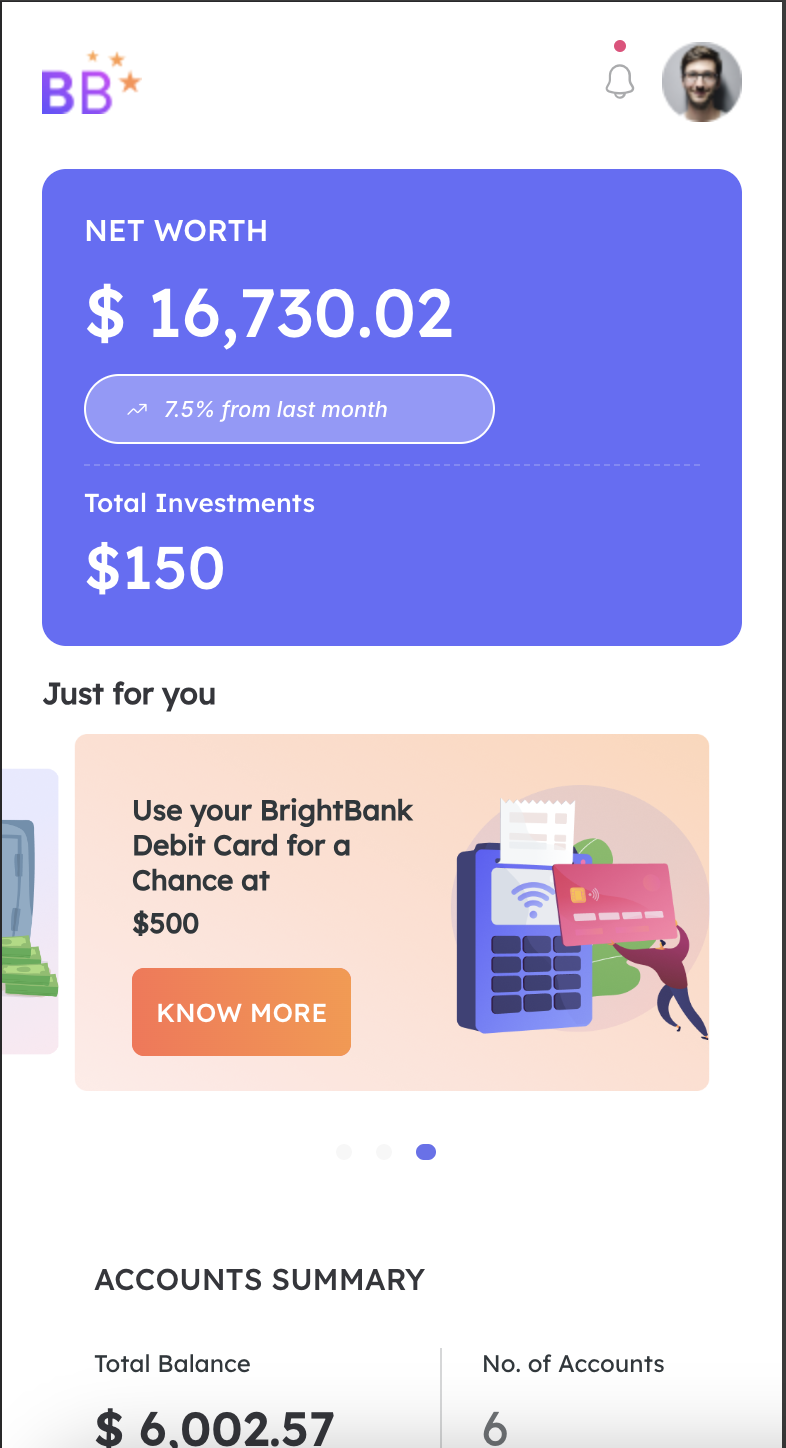 BB
NET WORTH
$ 16,730.02
7.5% from last month
Total Investments
$150
Just for you
Use your BrightBank
Debit Card for a
Chance at
$500
KNOW MORE
ACCOUNTS SUMMARY
Total Balance
No. of Accounts
$ 6,002.57
6